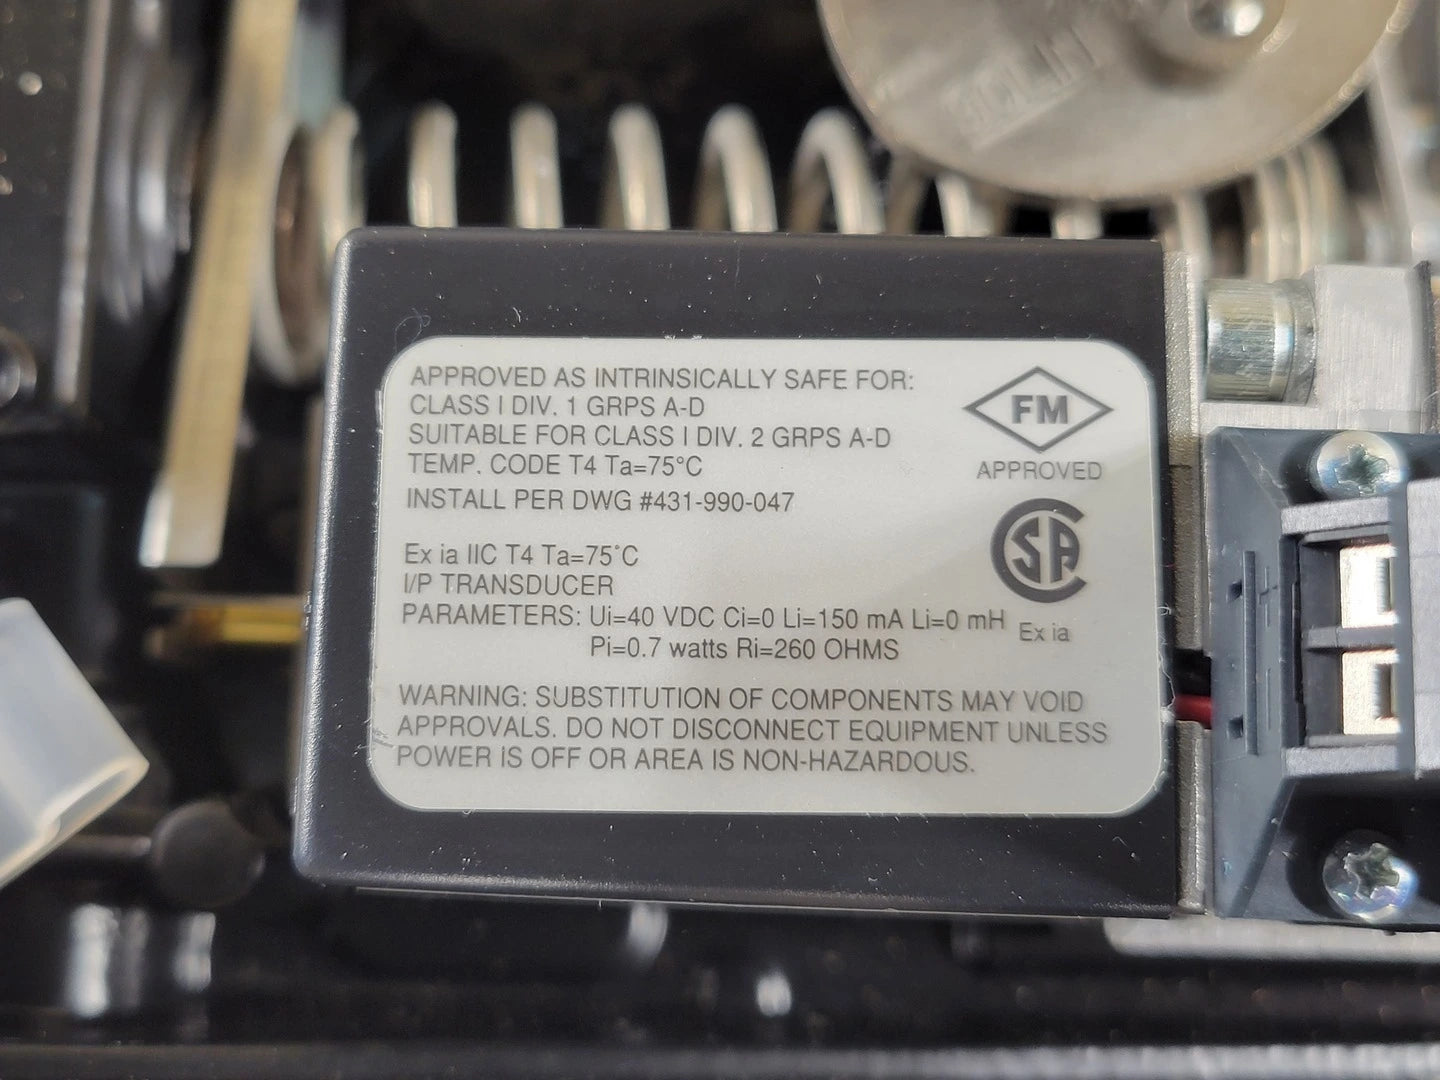 APPROVED AS INTRINSICALLY SAFE FOR:
CLASS I DIV. 1 GRPS A-D
SUITABLE FOR CLASS I DIV. 2 GRPS A-D
TEMP. CODE T4 Ta=75°C
INSTALL PER DWG #431-990-047
FM
APPROVED
Ex ia IIC T4 Ta=75°C
I/P TRANSDUCER
PARAMETERS: Ui=40 VDC Ci=0 Li=150 mA Li=0 mH
Pi=0.7 watts Ri=260 OHMS
SA
Ex ia
WARNING: SUBSTITUTION OF COMPONENTS MAY VOID
APPROVALS. DO NOT DISCONNECT EQUIPMENT UNLESS
POWER IS OFF OR AREA IS NON-HAZARDOUS.
+
-